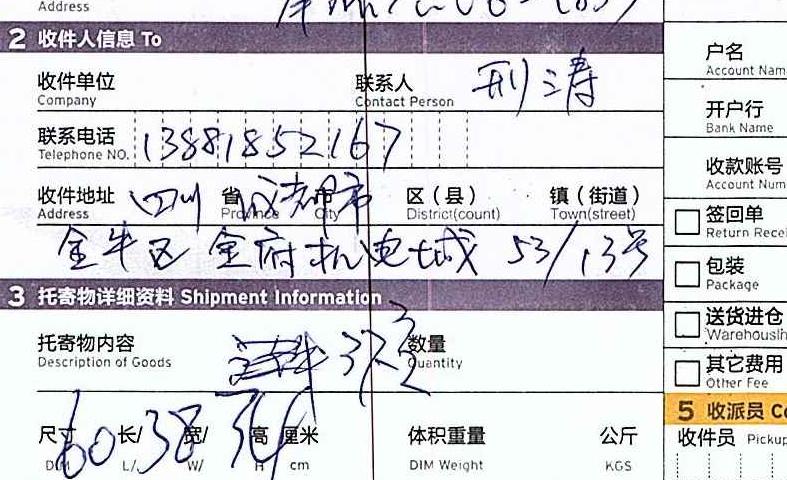 Address
2 收件人信息 To
收件单位 联系人 刑涛
Company Contact Person
联系电话 13881852167
Telephone NO.
收件地址 四川 省 成都市 市 区（县） 镇（街道）
Address Province City District(count) Town(street)
金牛区 金府机电城 53/13号
3 托寄物详细资料 Shipment Information
托寄物内容 数量
Description of Goods Quantity
尺寸 60 长/ 38 宽/ 高 厘米 体积重量 公斤
DIM L/ W/ H cm DIM Weight KGS
户名
Account Nam
开户行
Bank Name
收款账号
Account Num
签回单
Return Recei
包装
Package
送货进仓
Warehousin
其它费用
Other Fee
5 收派员 Co
收件员 Pickup